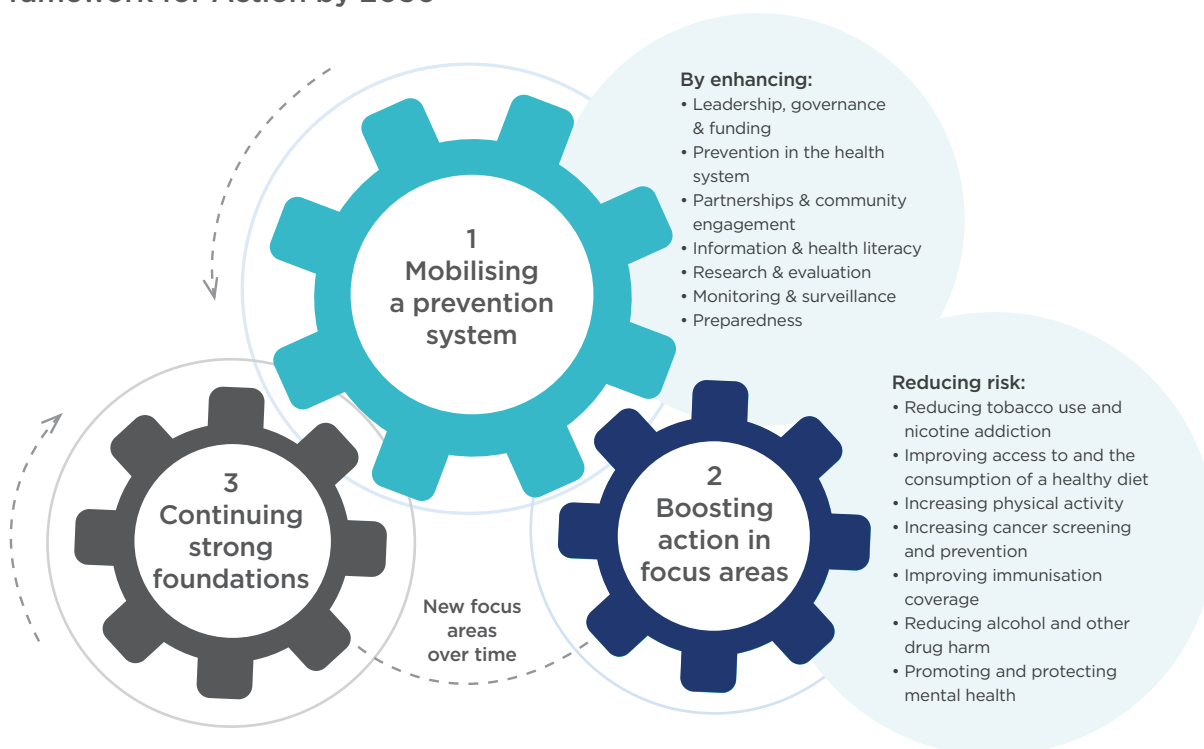 By enhancing:
• Leadership, governance
& funding
• Prevention in the health
system
• Partnerships & community
engagement
• Information & health literacy
• Research & evaluation
• Monitoring & surveillance
• Preparedness
1
Mobilising
a prevention
system
Reducing risk:
• Reducing tobacco use and
nicotine addiction
• Improving access to and the
consumption of a healthy diet
• Increasing physical activity
• Increasing cancer screening
and prevention
• Improving immunisation
coverage
• Reducing alcohol and other
drug harm
• Promoting and protecting
mental health
2
Boosting
action in
focus areas
3
Continuing
strong
foundations
New focus
areas
over time